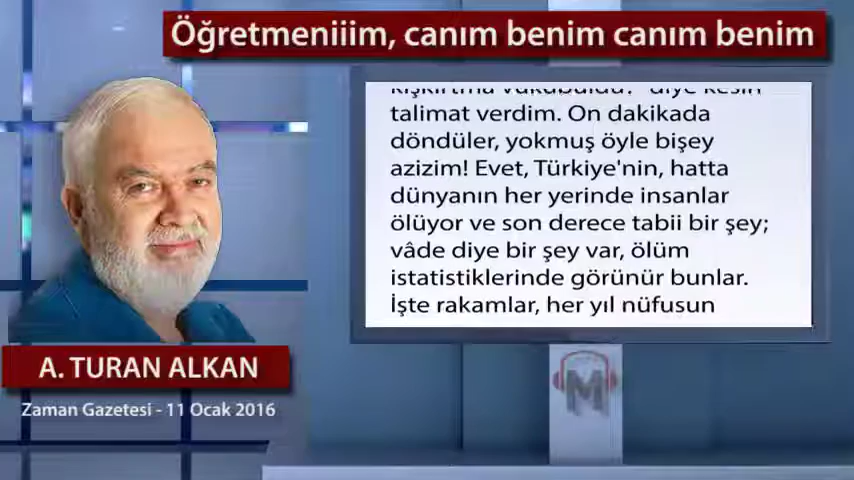 Öğretmeniiim, canım benim canım benim
talimat verdim. On dakikada
döndüler, yokmuş öyle bişey
azizim! Evet, Türkiye'nin, hatta
dünyanın her yerinde insanlar
ölüyor ve son derece tabii bir şey;
vâde diye bir şey var, ölüm
istatistiklerinde görünür bunlar.
İşte rakamlar, her yıl nüfusun
A. TURAN ALKAN
Zaman Gazetesi - 11 Ocak 2016
M